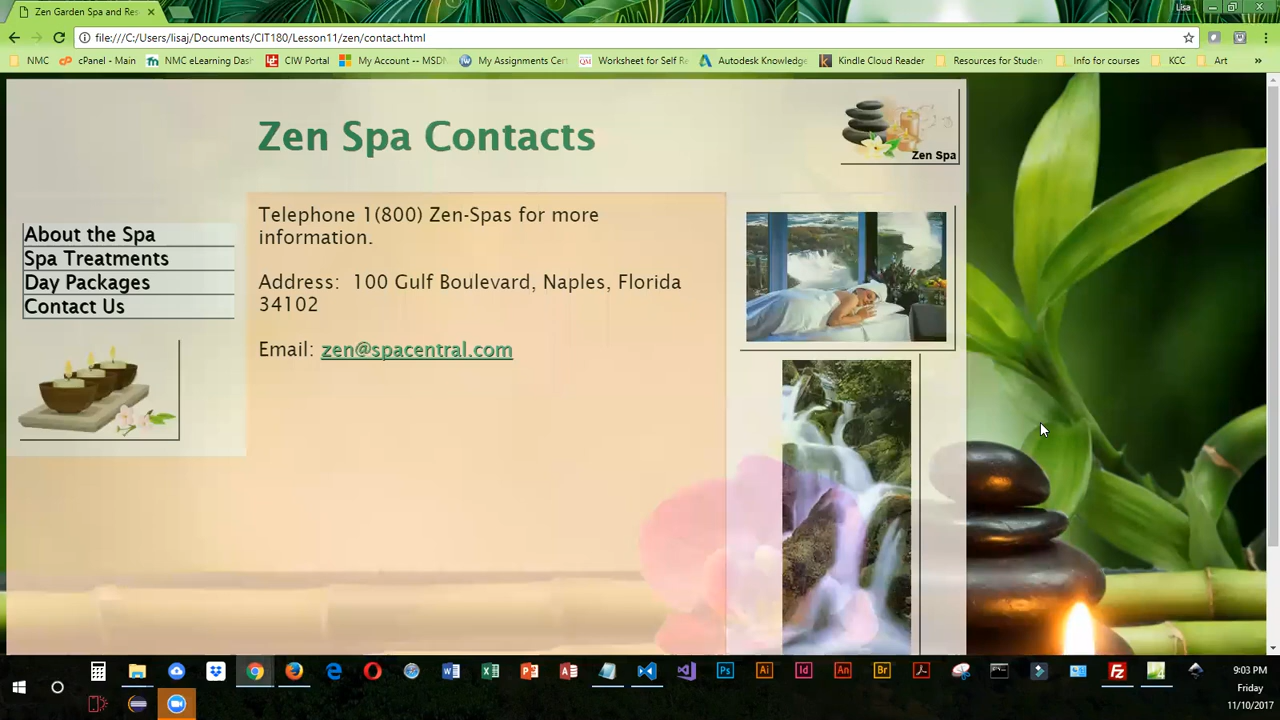 Zen Garden Spa and Res
Lisa
file:///C:/Users/lisaj/Documents/CIT180/Lesson11/zen/contact.html
NMC
cPanel - Main
NMC eLearning Das
CIW Portal
My Account -- MSDN
My Assignments Cert
Worksheet for Self Re
Autodesk Knowledge
Kindle Cloud Reader
Resources for Studen
Info for courses
KCC
Art
»
Zen Spa Contacts
Zen Spa
Telephone 1(800) Zen-Spas for more
information.
About the Spa
Spa Treatments
Day Packages
Contact Us
Address:  100 Gulf Boulevard, Naples, Florida
34102
Email: zen@spacentral.com
9:03 PM
Friday
11/10/2017